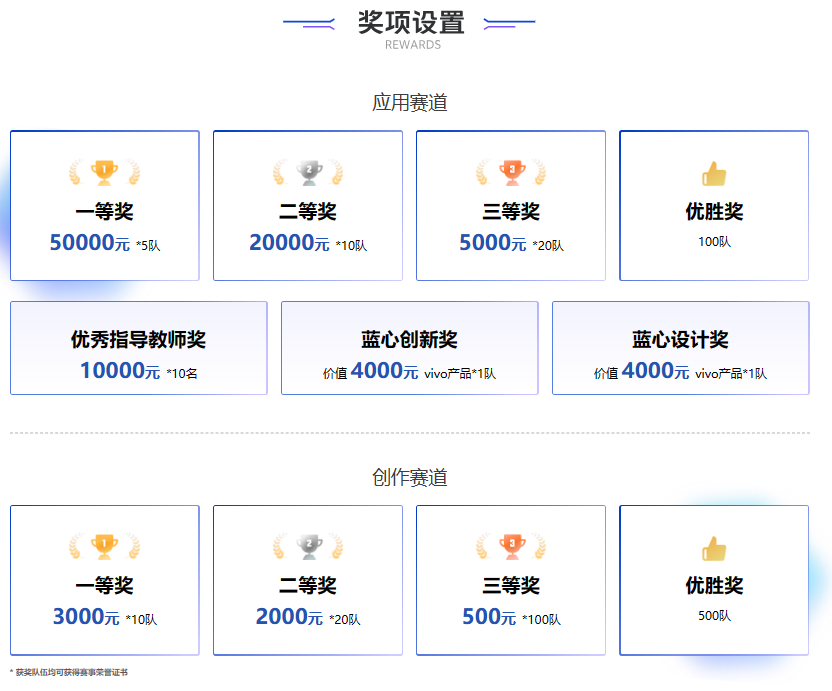 奖项设置
REWARDS
应用赛道
1
2
3
一等奖
二等奖
三等奖
优胜奖
50000元 *5队
20000元 *10队
5000元 *20队
100队
优秀指导教师奖
蓝心创新奖
蓝心设计奖
10000元 *10名
价值 4000元 vivo产品*1队
价值 4000元 vivo产品*1队
创作赛道
1
2
3
一等奖
二等奖
三等奖
优胜奖
3000元 *10队
2000元 *20队
500元 *100队
500队
* 获奖队伍均可获得赛事荣誉证书